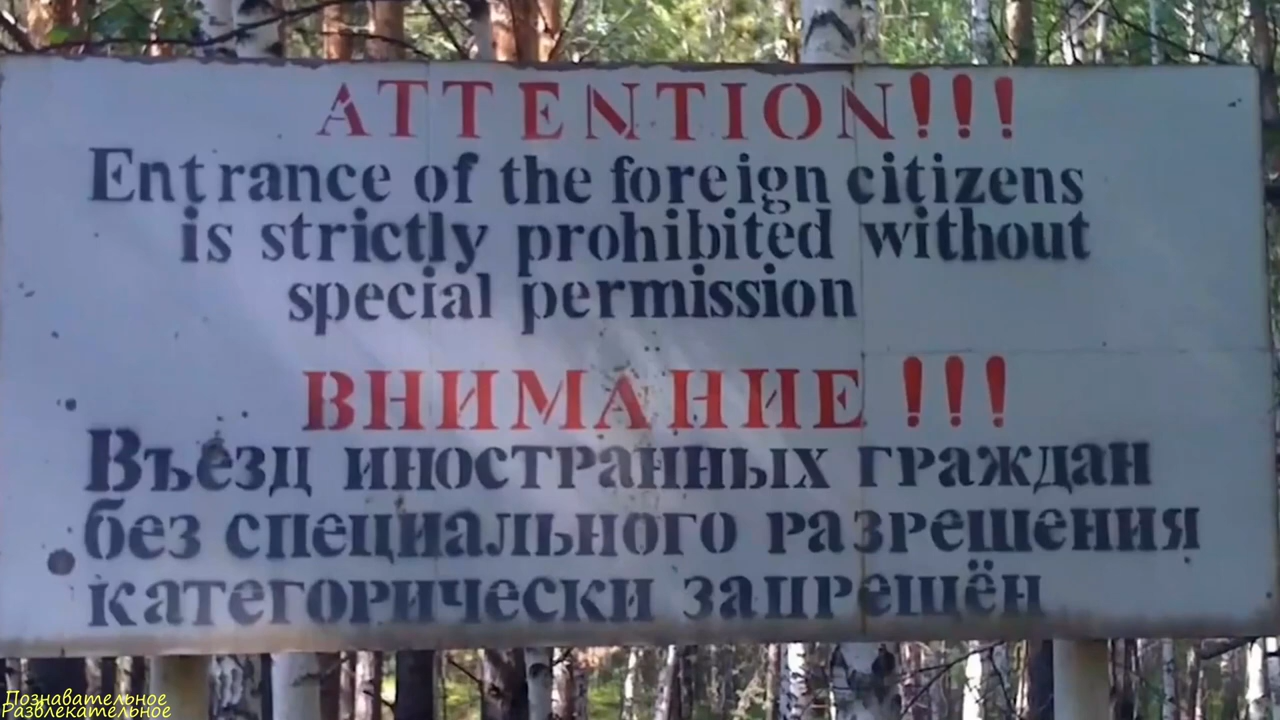 ATTENTION!!!
Entrance of the foreign citizens
is strictly prohibited without
special permission
ВНИМАНИЕ !!!
Въезд иностранных граждан
без специального разрешения
категорически запрещён
Познавательное
Развлекательное